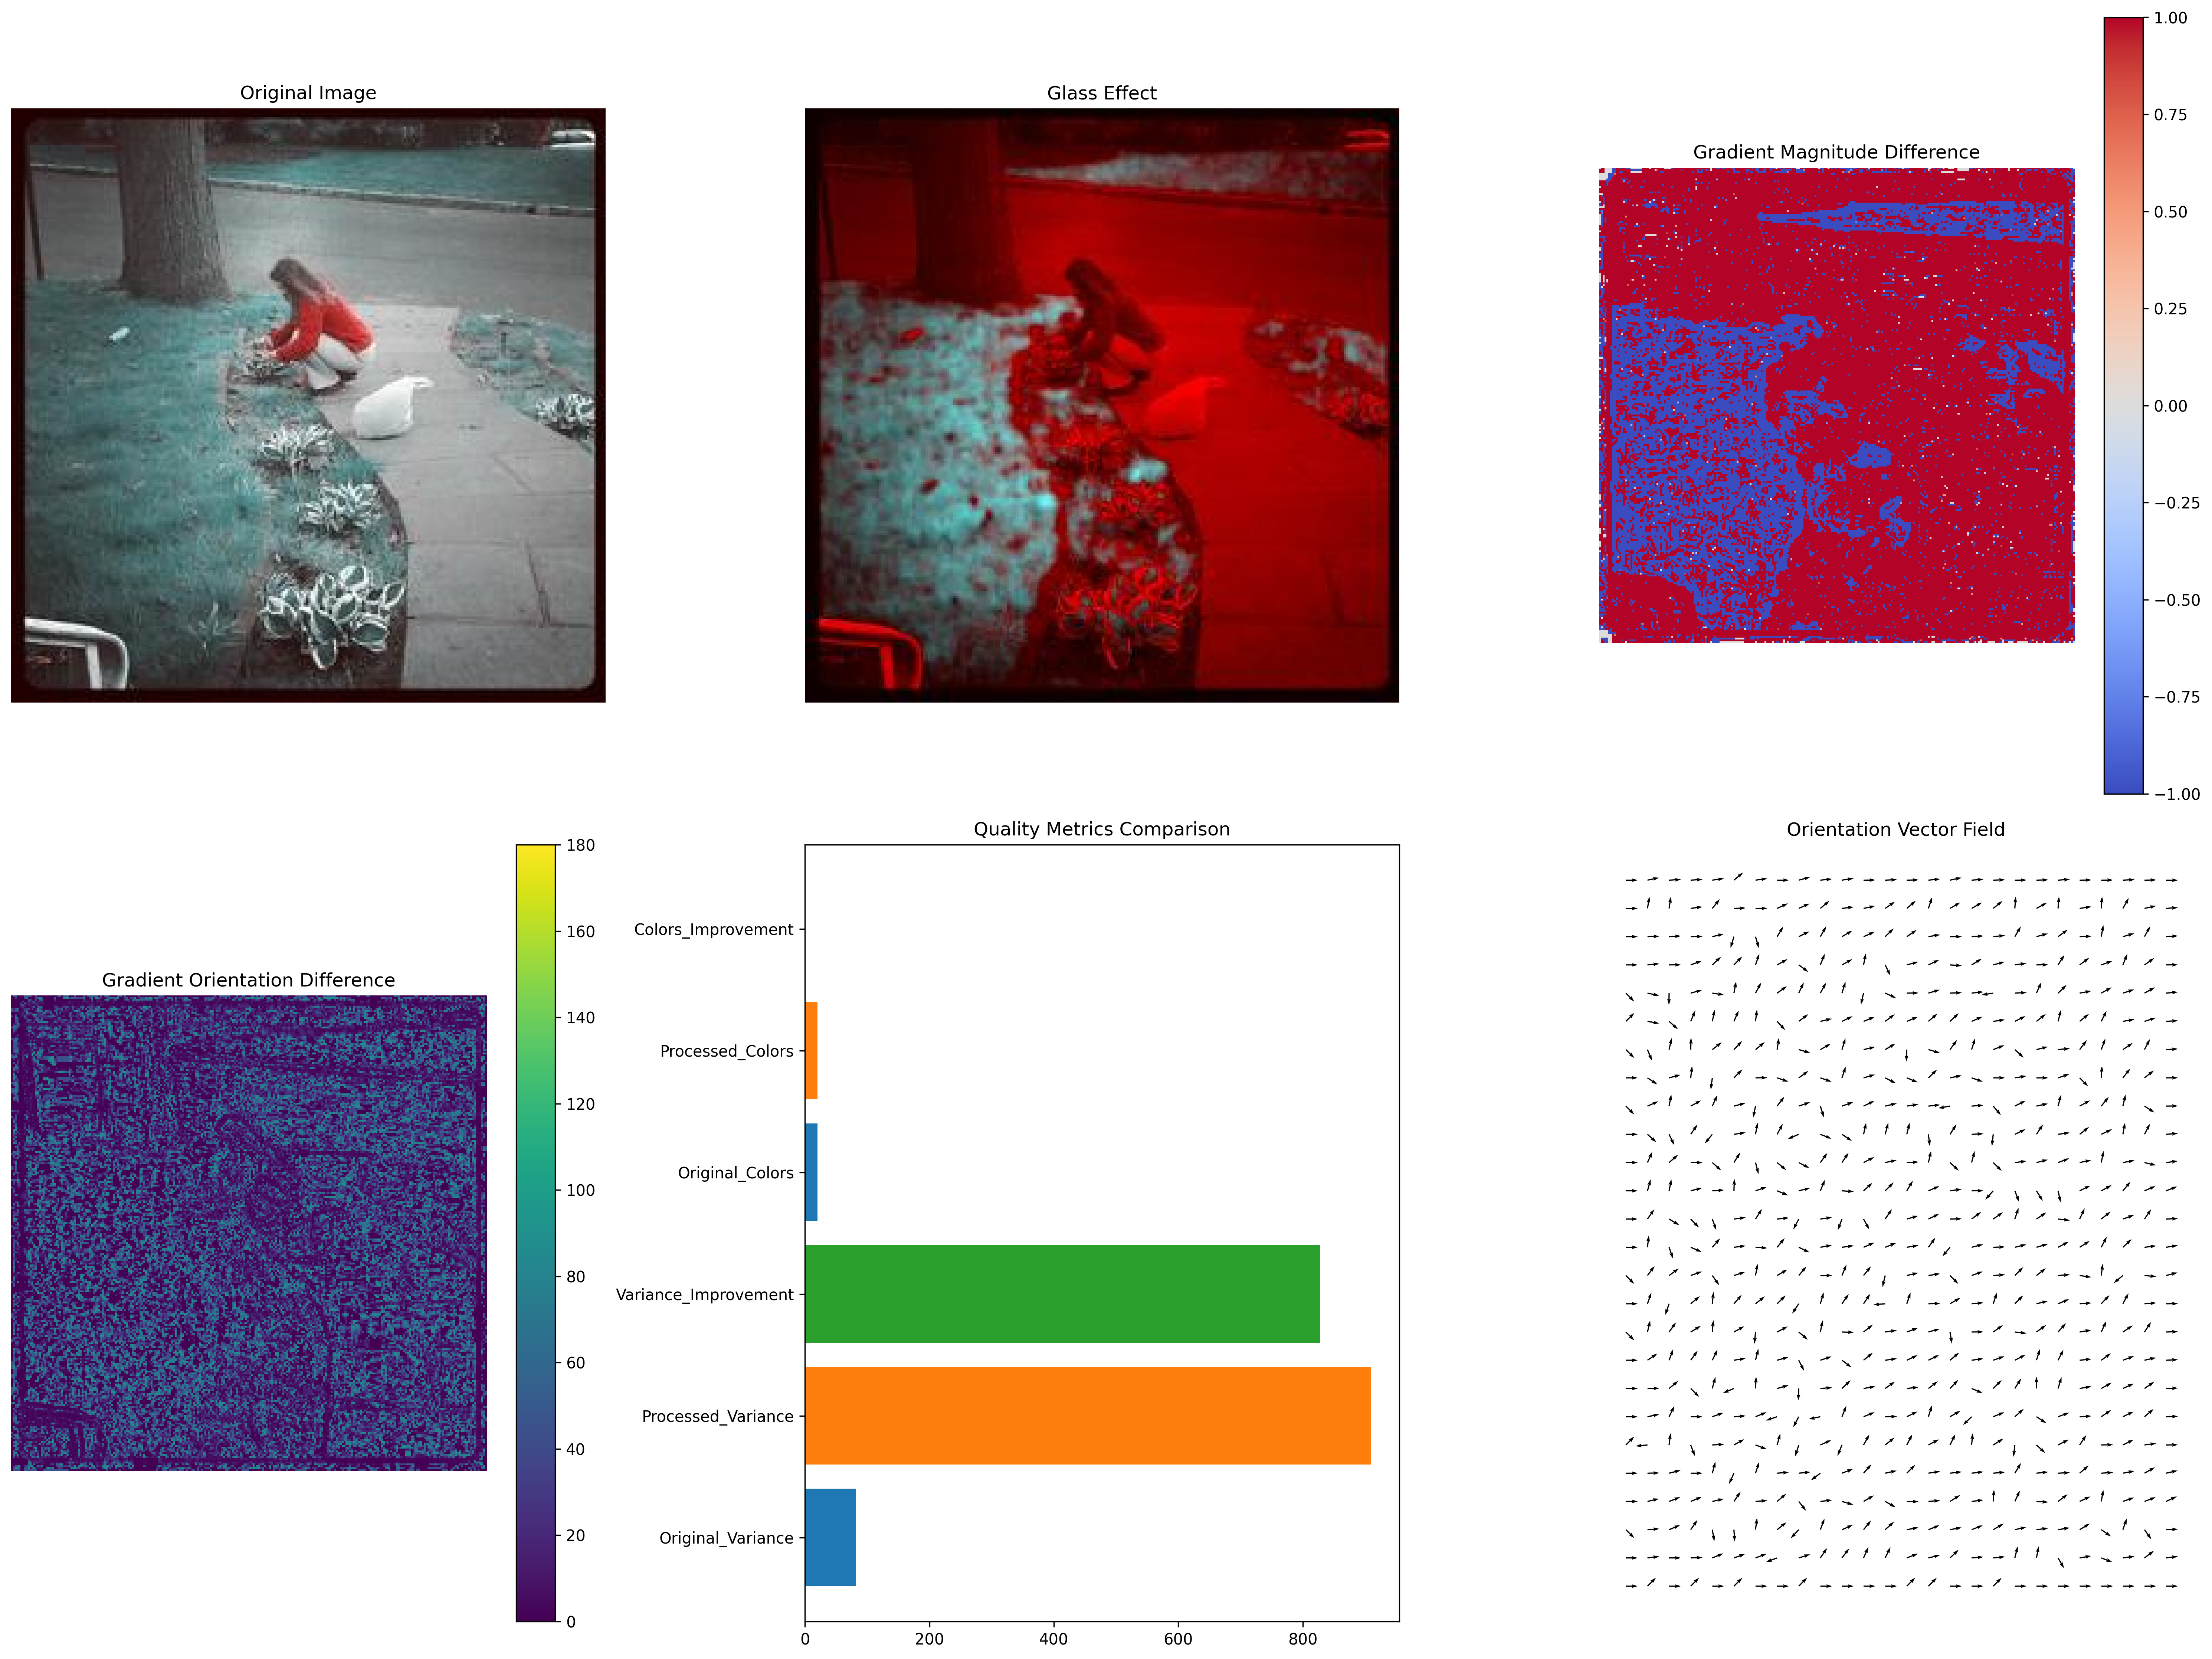 Original Image
Glass Effect
Gradient Magnitude Difference
1.00
0.75
0.50
0.25
0.00
−0.25
−0.50
−0.75
−1.00
Gradient Orientation Difference
180
160
140
120
100
80
60
40
20
0
Quality Metrics Comparison
Colors_Improvement
Processed_Colors
Original_Colors
Variance_Improvement
Processed_Variance
Original_Variance
0 200 400 600 800
Orientation Vector Field